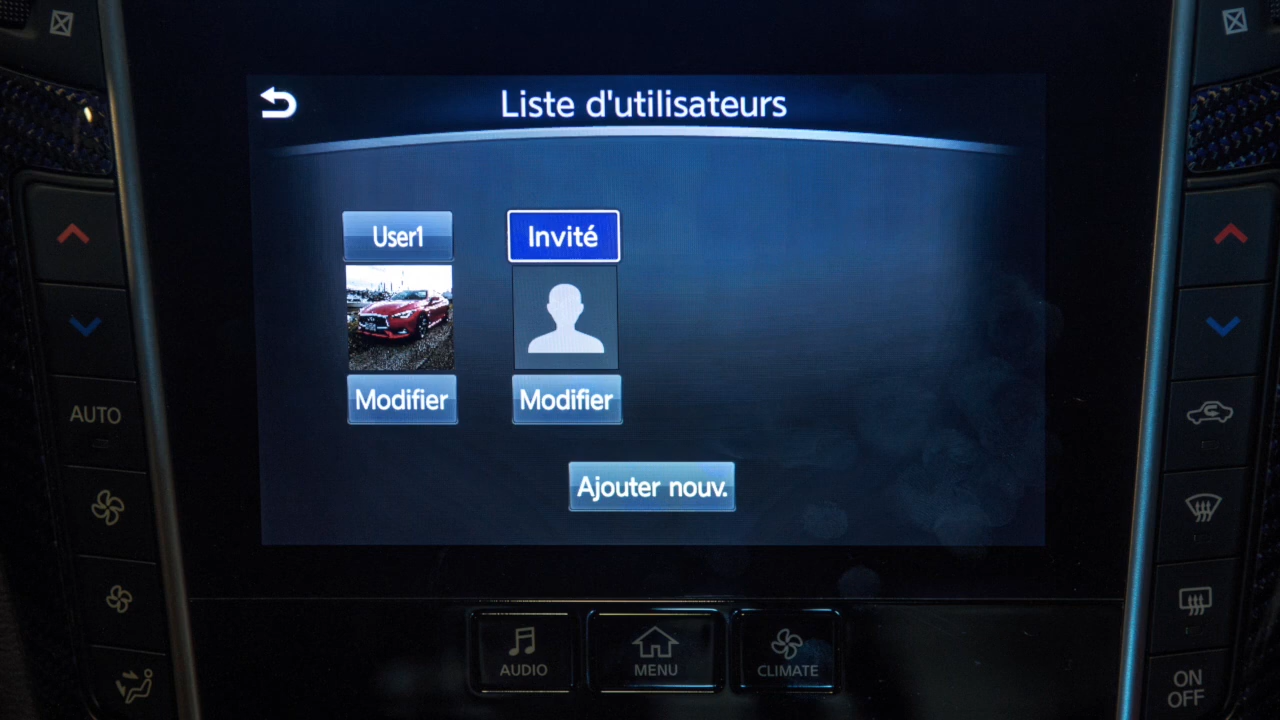 Liste d'utilisateurs
User1
Invité
Modifier
Modifier
Ajouter nouv.
AUTO
AUDIO
MENU
CLIMATE
ON
OFF